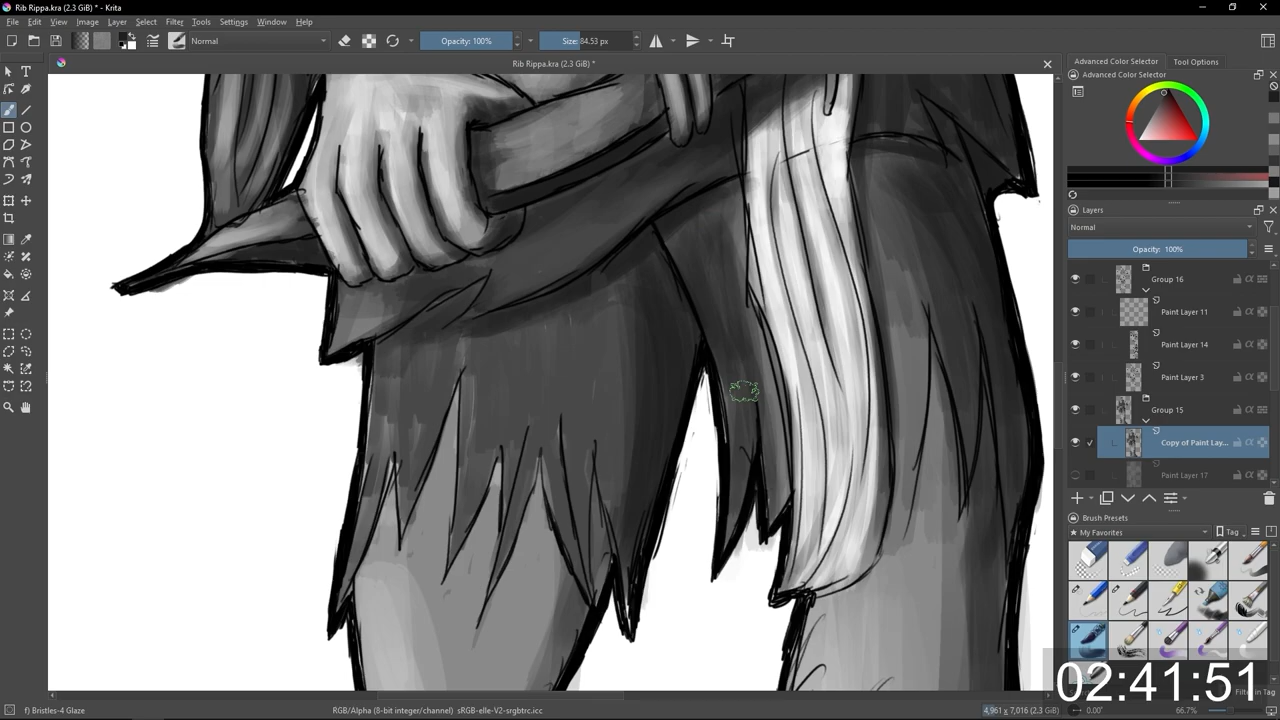 Rib Rippa.kra (2.3 GiB) * - Krita
File Edit View Image Layer Select Filter Tools Settings Window Help
Normal Opacity: 100% Size: 84.53 px
Rib Rippa.kra (2.3 GiB) *
Advanced Color Selector Tool Options
Advanced Color Selector
Layers
Normal
Opacity: 100%
Group 16
Paint Layer 11
Paint Layer 14
Paint Layer 3
Group 15
Copy of Paint Lay...
Paint Layer 17
Brush Presets
My Favorites Tag
Filter in Tag
02:41:51
f) Bristles-4 Glaze RGB/Alpha (8-bit integer/channel) sRGB-elle-V2-srgbtrc.icc 4,961 x 7,016 (2.3 GiB) 0.00° 66.7%